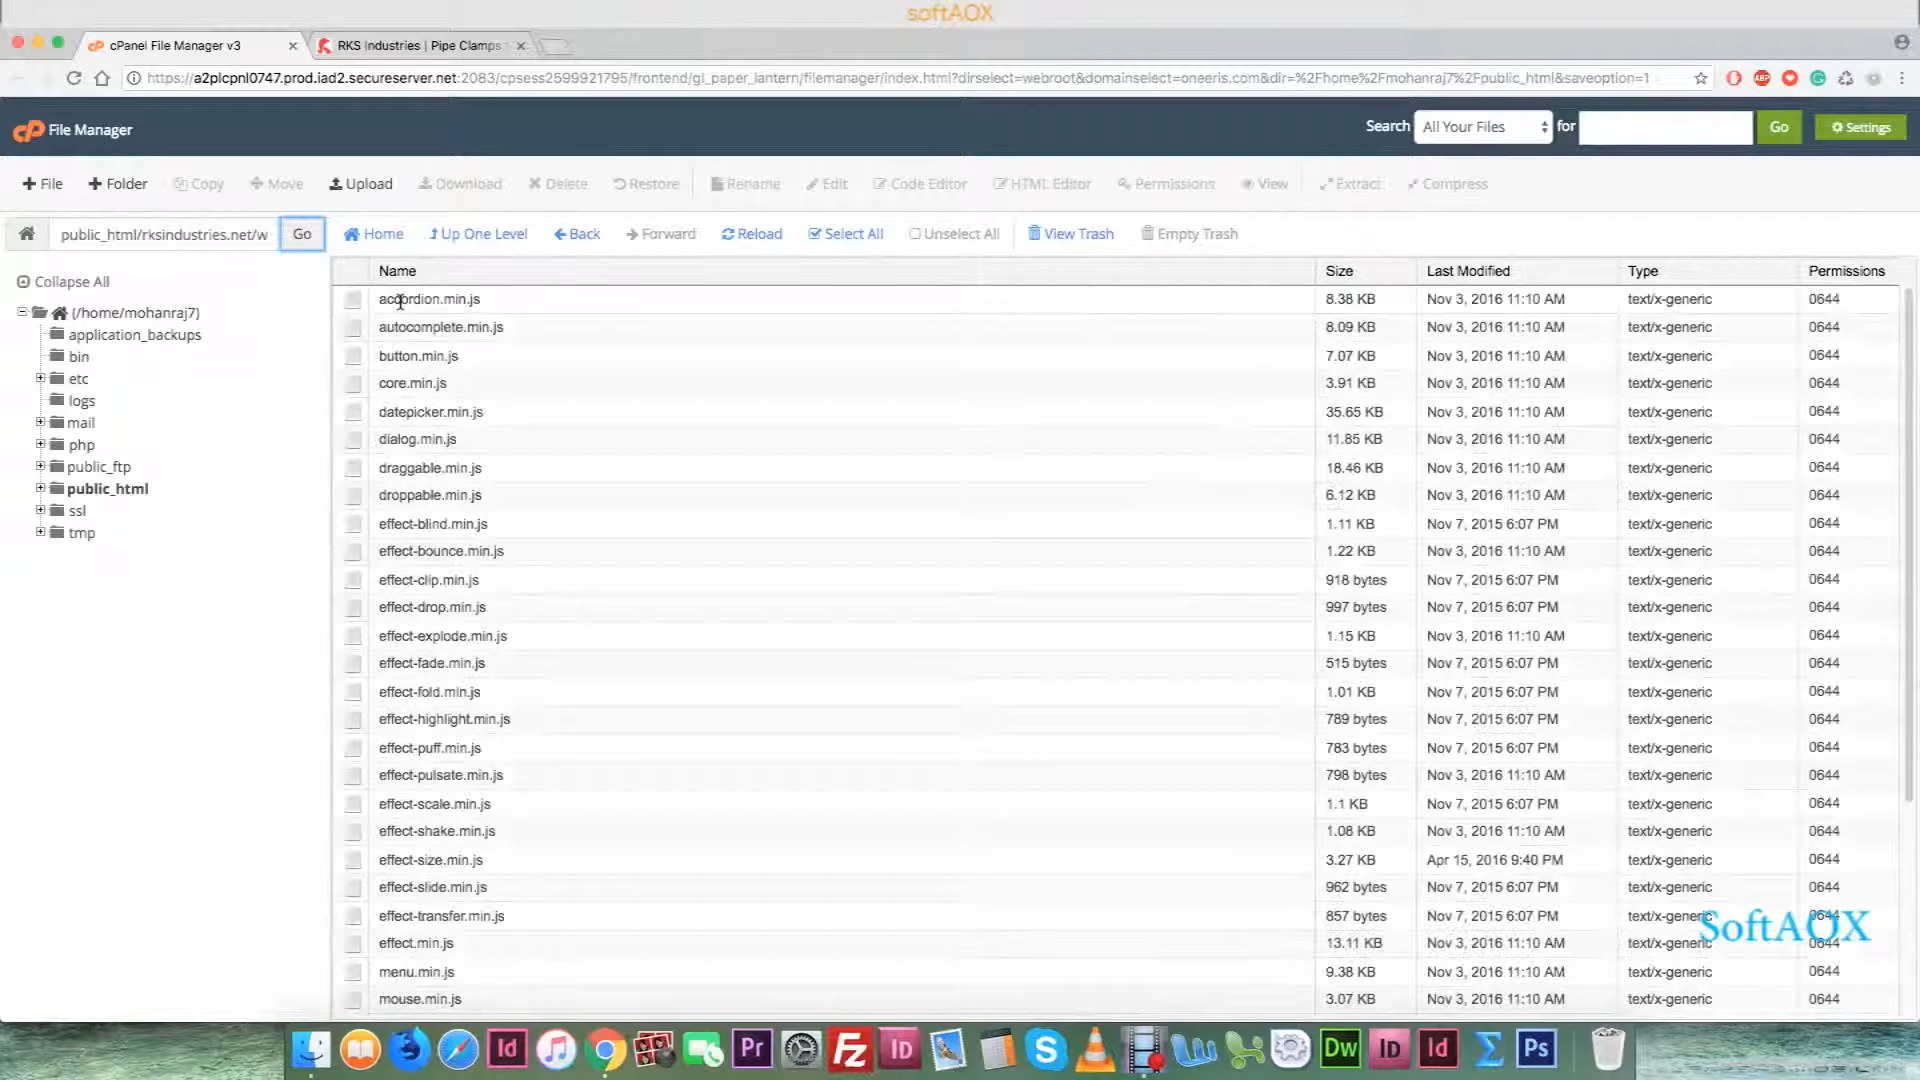 softAOX
cPanel File Manager v3
RKS Industries | Pipe Clamps
https://a2plcpnl0747.prod.iad2.secureserver.net:2083/cpsess2599921795/frontend/gl_paper_lantern/filemanager/index.html?dirselect=webroot&domainselect=oneeris.com&dir=%2Fhome%2Fmohanraj7%2Fpublic_html&saveoption=1
ABP
cP File Manager
Search All Your Files for Go Settings
File Folder Copy Move Upload Download Delete Restore Rename Edit Code Editor HTML Editor Permissions View Extract Compress
public_html/rksindustries.net/w Go Home Up One Level Back Forward Reload Select All Unselect All View Trash Empty Trash
Collapse All
(/home/mohanraj7)
application_backups
bin
etc
logs
mail
php
public_ftp
public_html
ssl
tmp
Name Size Last Modified Type Permissions
accordion.min.js 8.38 KB Nov 3, 2016 11:10 AM text/x-generic 0644
autocomplete.min.js 8.09 KB Nov 3, 2016 11:10 AM text/x-generic 0644
button.min.js 7.07 KB Nov 3, 2016 11:10 AM text/x-generic 0644
core.min.js 3.91 KB Nov 3, 2016 11:10 AM text/x-generic 0644
datepicker.min.js 35.65 KB Nov 3, 2016 11:10 AM text/x-generic 0644
dialog.min.js 11.85 KB Nov 3, 2016 11:10 AM text/x-generic 0644
draggable.min.js 18.46 KB Nov 3, 2016 11:10 AM text/x-generic 0644
droppable.min.js 6.12 KB Nov 3, 2016 11:10 AM text/x-generic 0644
effect-blind.min.js 1.11 KB Nov 7, 2015 6:07 PM text/x-generic 0644
effect-bounce.min.js 1.22 KB Nov 3, 2016 11:10 AM text/x-generic 0644
effect-clip.min.js 918 bytes Nov 7, 2015 6:07 PM text/x-generic 0644
effect-drop.min.js 997 bytes Nov 7, 2015 6:07 PM text/x-generic 0644
effect-explode.min.js 1.15 KB Nov 3, 2016 11:10 AM text/x-generic 0644
effect-fade.min.js 515 bytes Nov 7, 2015 6:07 PM text/x-generic 0644
effect-fold.min.js 1.01 KB Nov 7, 2015 6:07 PM text/x-generic 0644
effect-highlight.min.js 789 bytes Nov 7, 2015 6:07 PM text/x-generic 0644
effect-puff.min.js 783 bytes Nov 7, 2015 6:07 PM text/x-generic 0644
effect-pulsate.min.js 798 bytes Nov 3, 2016 11:10 AM text/x-generic 0644
effect-scale.min.js 1.1 KB Nov 7, 2015 6:07 PM text/x-generic 0644
effect-shake.min.js 1.08 KB Nov 3, 2016 11:10 AM text/x-generic 0644
effect-size.min.js 3.27 KB Apr 15, 2016 9:40 PM text/x-generic 0644
effect-slide.min.js 962 bytes Nov 7, 2015 6:07 PM text/x-generic 0644
effect-transfer.min.js 857 bytes Nov 7, 2015 6:07 PM text/x-generic 0644
SoftAOX
effect.min.js 13.11 KB Nov 3, 2016 11:10 AM text/x-generic 0644
menu.min.js 9.38 KB Nov 3, 2016 11:10 AM text/x-generic 0644
mouse.min.js 3.07 KB Nov 3, 2016 11:10 AM text/x-generic 0644
Id Pr Fz ID Dw ID Id Ps